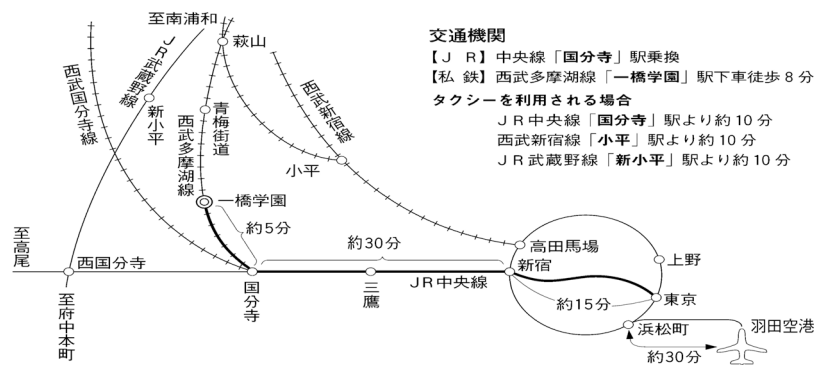 交通機関
【J R】中央線「国分寺」駅乗換
【私 鉄】西武多摩湖線「一橋学園」駅下車徒歩8分
タクシーを利用される場合
JR中央線「国分寺」駅より約10分
西武新宿線「小平」駅より約10分
JR武蔵野線「新小平」駅より約10分
至南浦和
JR武蔵野線
西武国分寺線
新小平
萩山
青梅街道
西武多摩湖線
西武新宿線
小平
一橋学園
約5分
至高尾
西国分寺
至府中本町
国分寺
約30分
三鷹
JR中央線
高田馬場
新宿
上野
約15分
東京
浜松町
羽田空港
約30分